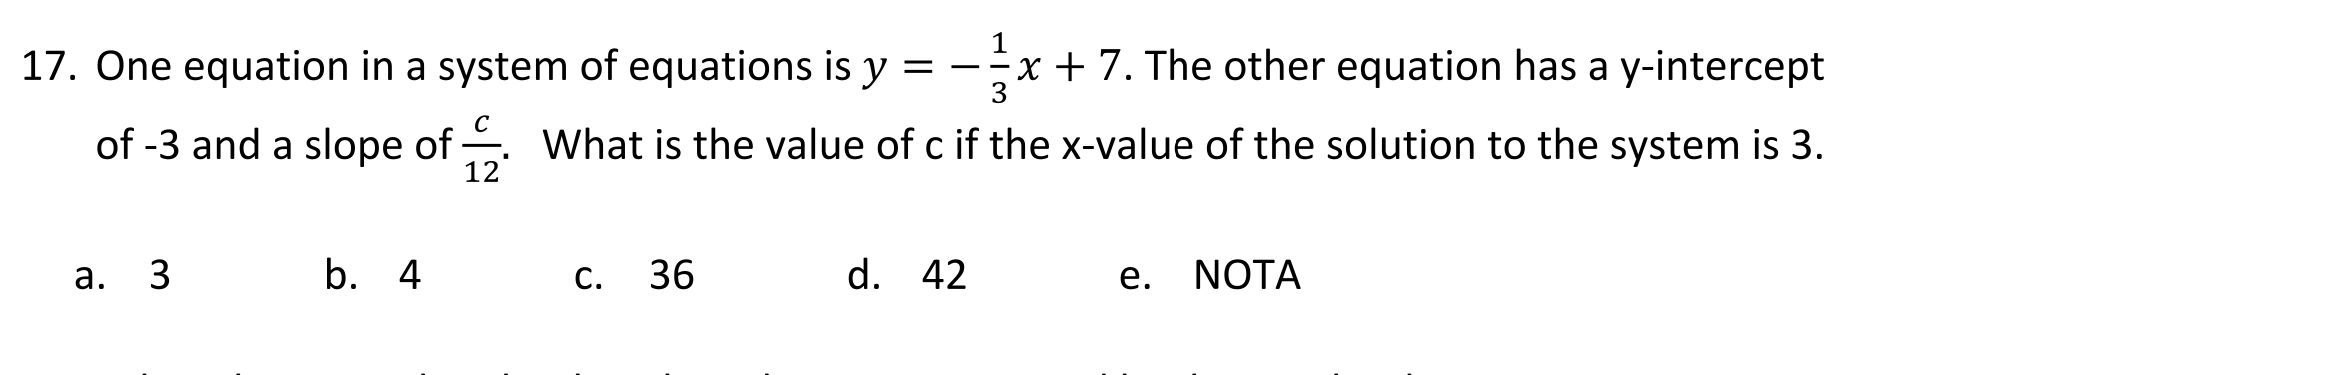 17. One equation in a system of equations is y = −1/3 x + 7. The other equation has a y-intercept
of -3 and a slope of c/12. What is the value of c if the x-value of the solution to the system is 3.
a. 3 b. 4 c. 36 d. 42 e. NOTA